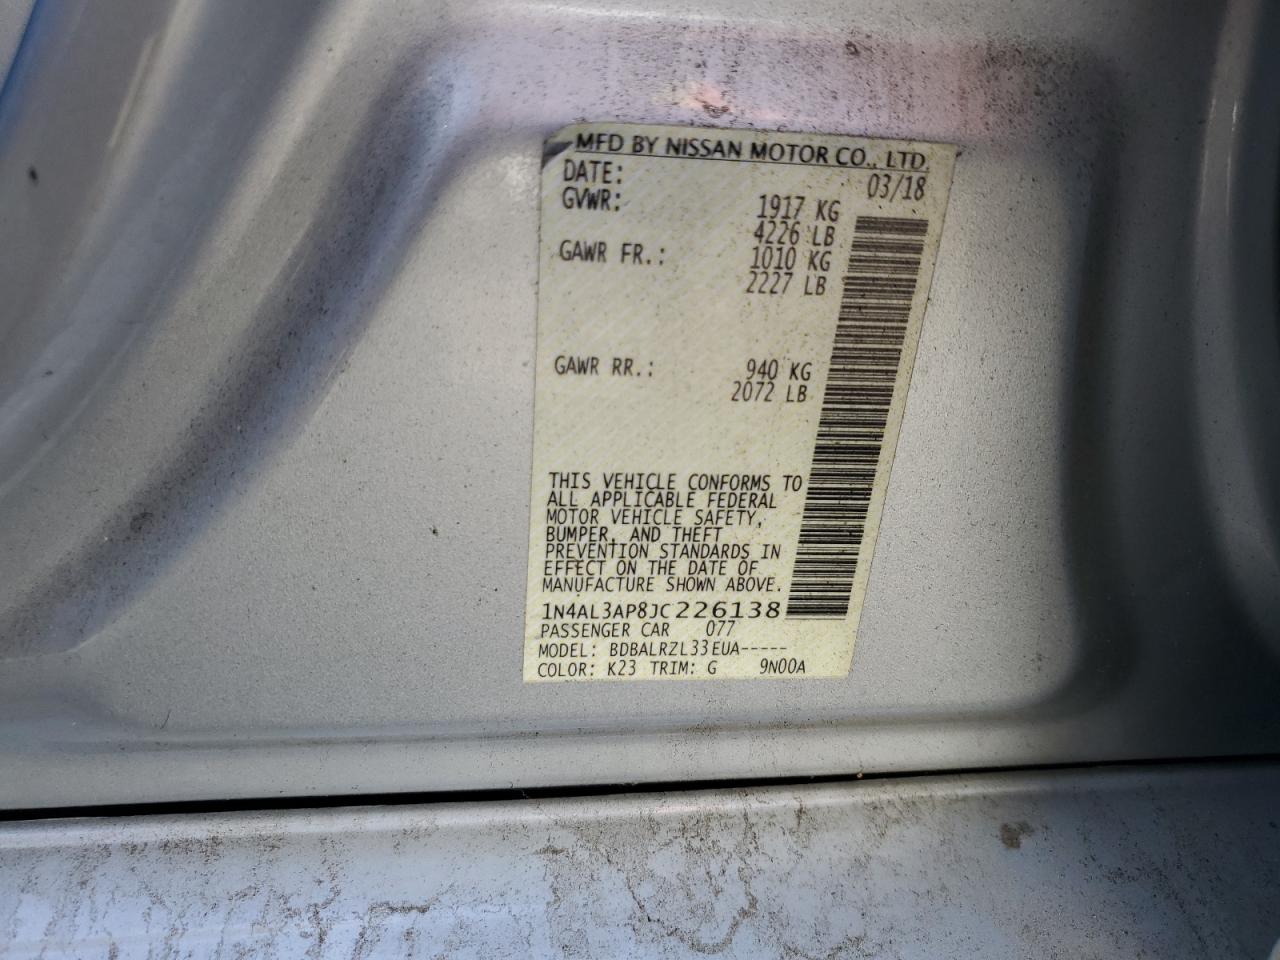 MFD BY NISSAN MOTOR CO., LTD.
DATE: 03/18
GVWR: 1917 KG
4226 LB
GAWR FR.: 1010 KG
2227 LB
GAWR RR.: 940 KG
2072 LB
THIS VEHICLE CONFORMS TO
ALL APPLICABLE FEDERAL
MOTOR VEHICLE SAFETY,
BUMPER, AND THEFT
PREVENTION STANDARDS IN
EFFECT ON THE DATE OF
MANUFACTURE SHOWN ABOVE.
1N4AL3AP8JC226138
PASSENGER CAR 077
MODEL: BDBALRZL33EUA-----
COLOR: K23 TRIM: G 9N00A